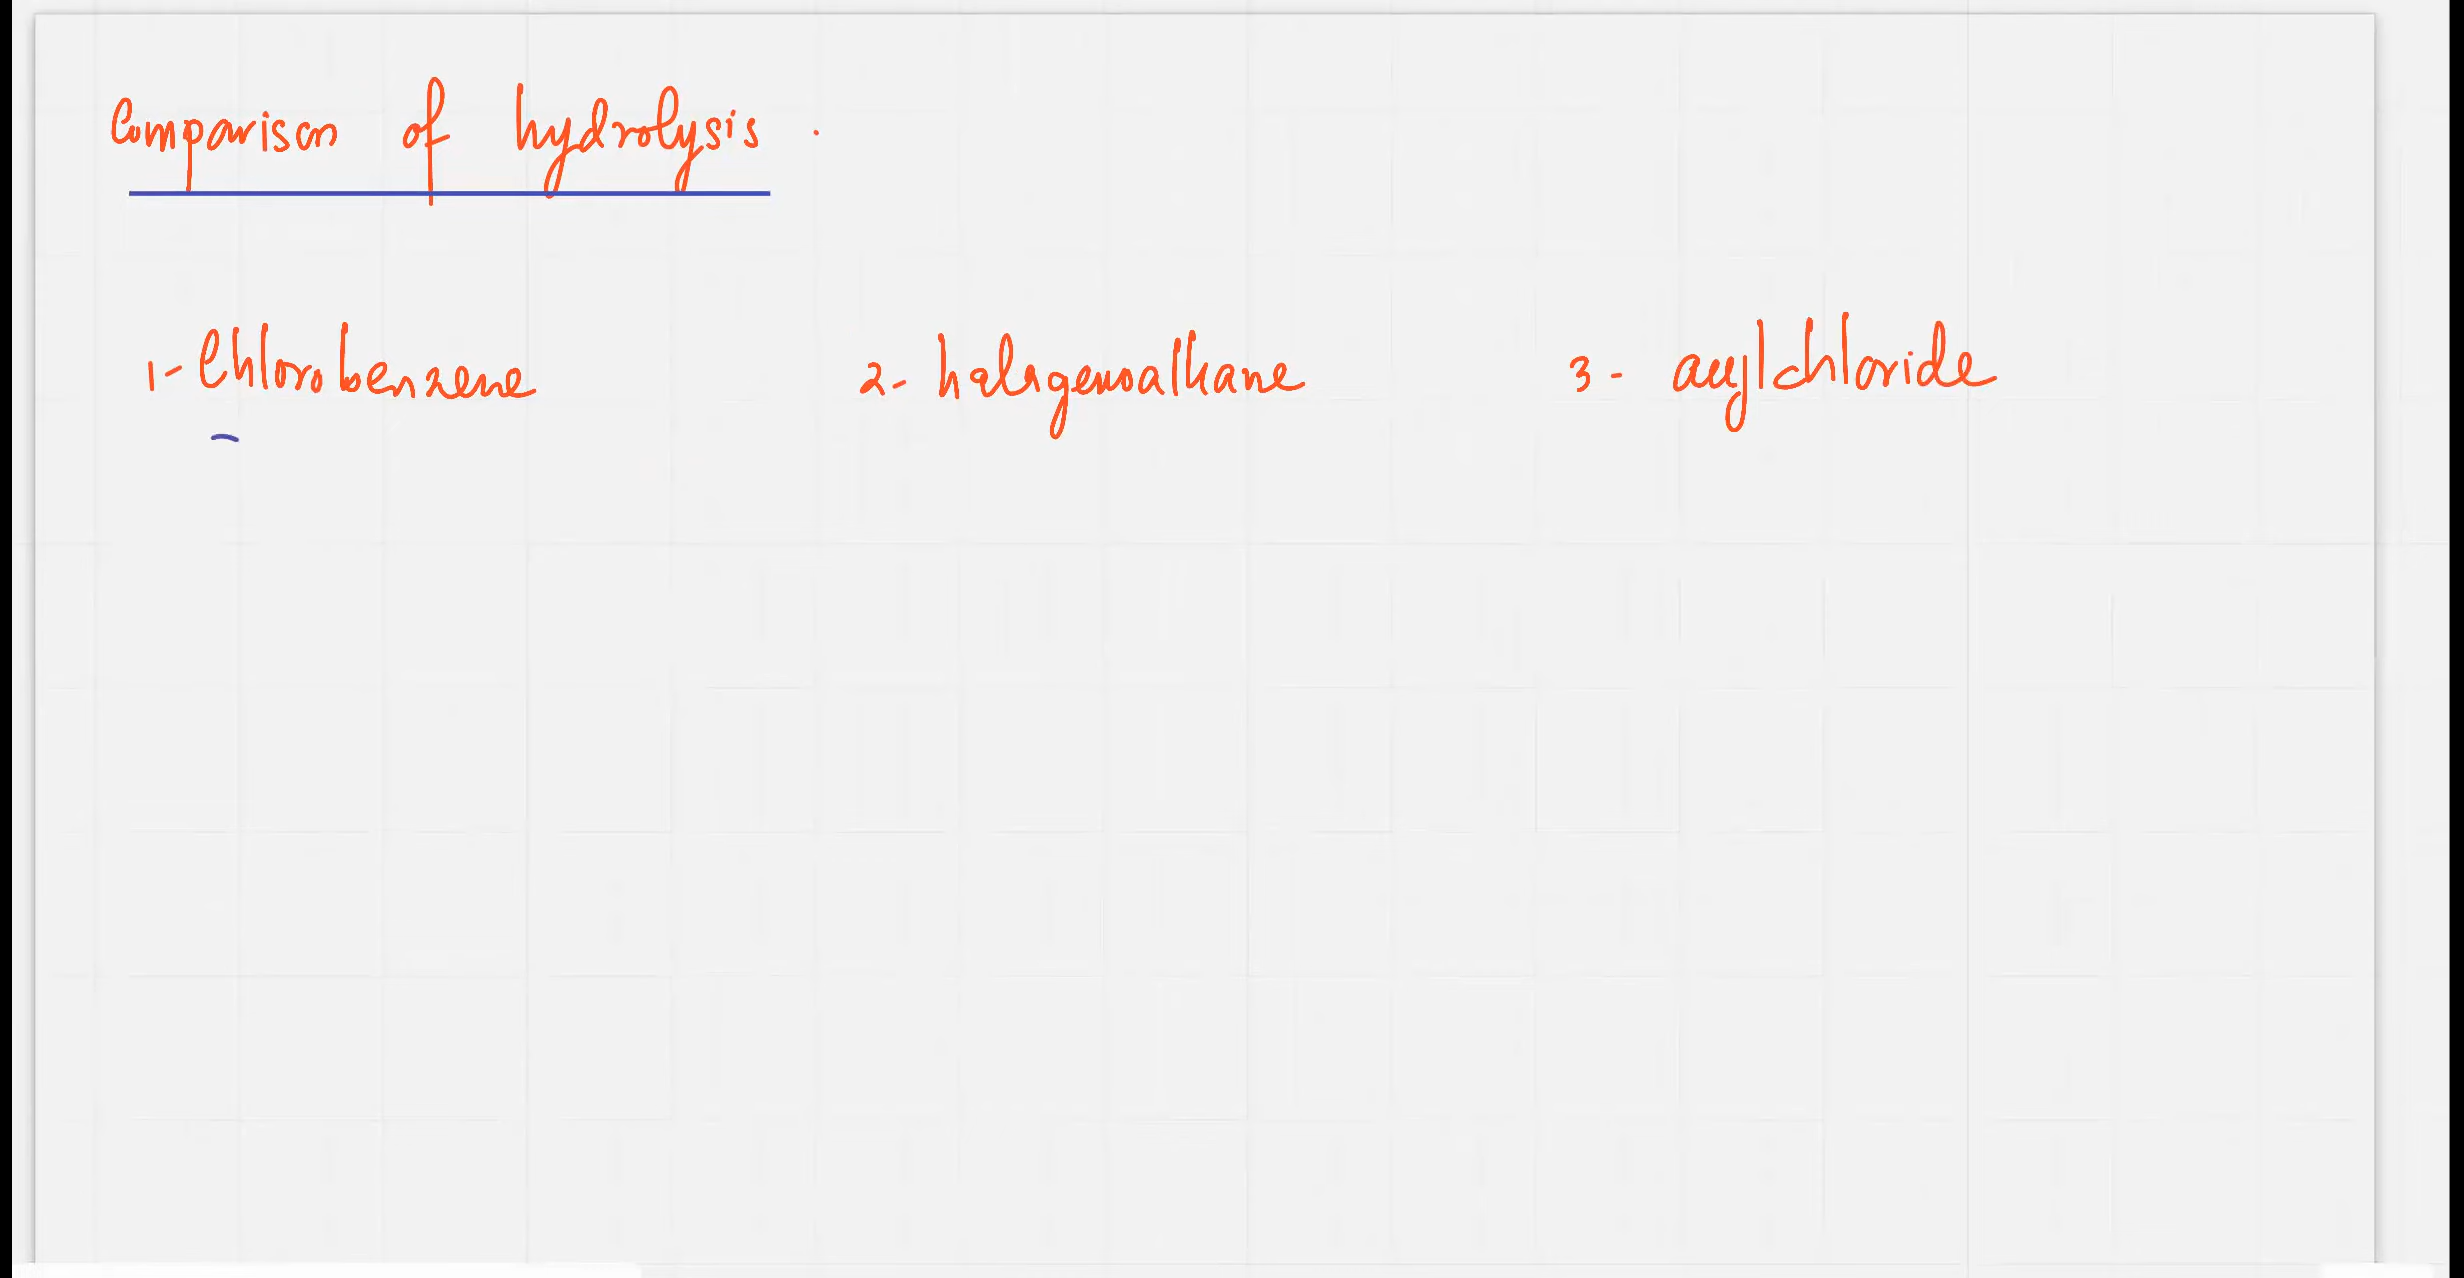 Comparison of hydrolysis.
1- Chlorobenzene 2- halogenoalkane 3- acylchloride